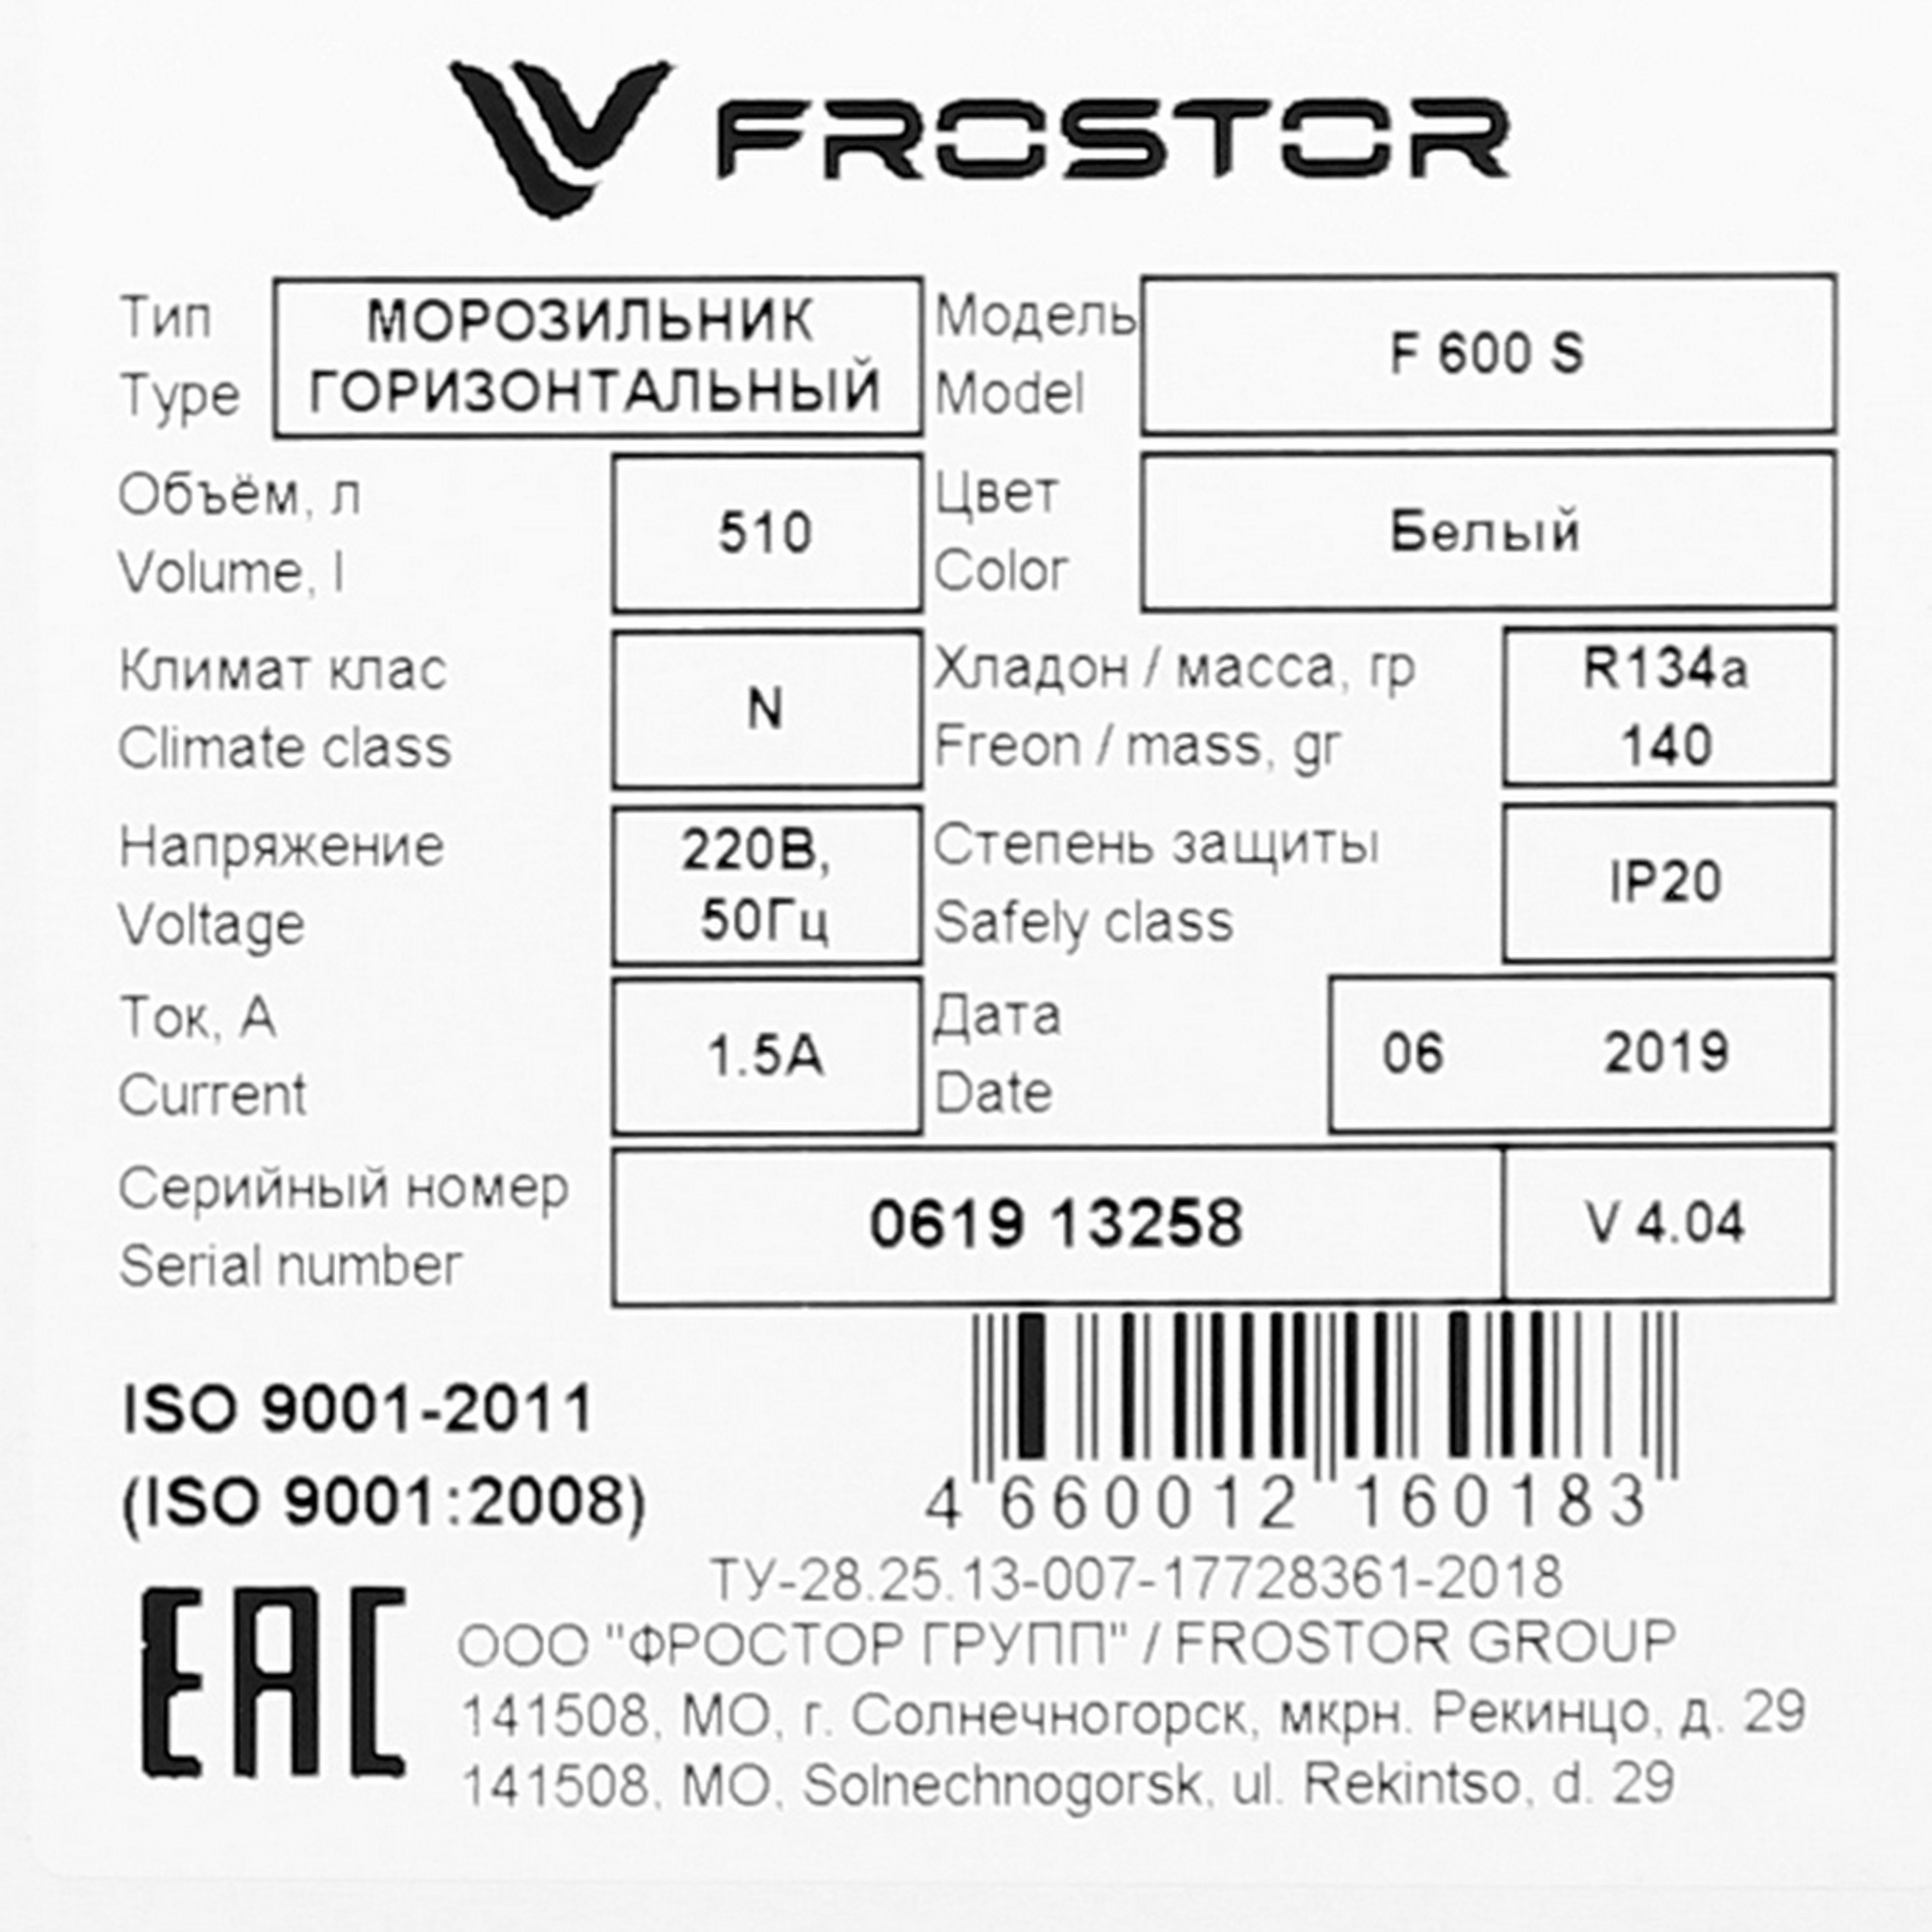 FROSTOR
Тип
Type
МОРОЗИЛЬНИК
ГОРИЗОНТАЛЬНЫЙ
Модель
Model
F 600 S
Объём, л
Volume, l
510
Цвет
Color
Белый
Климат клас
Climate class
N
Хладон / масса, гр
Freon / mass, gr
R134a
140
Напряжение
Voltage
220В,
50Гц
Степень защиты
Safely class
IP20
Ток, А
Current
1.5A
Дата
Date
06 2019
Серийный номер
Serial number
0619 13258
V 4.04
ISO 9001-2011
(ISO 9001:2008)
4 660012 160183
ТУ-28.25.13-007-17728361-2018
EAC
ООО "ФРОСТОР ГРУПП" / FROSTOR GROUP
141508, МО, г. Солнечногорск, мкрн. Рекинцо, д. 29
141508, MO, Solnechnogorsk, ul. Rekintso, d. 29